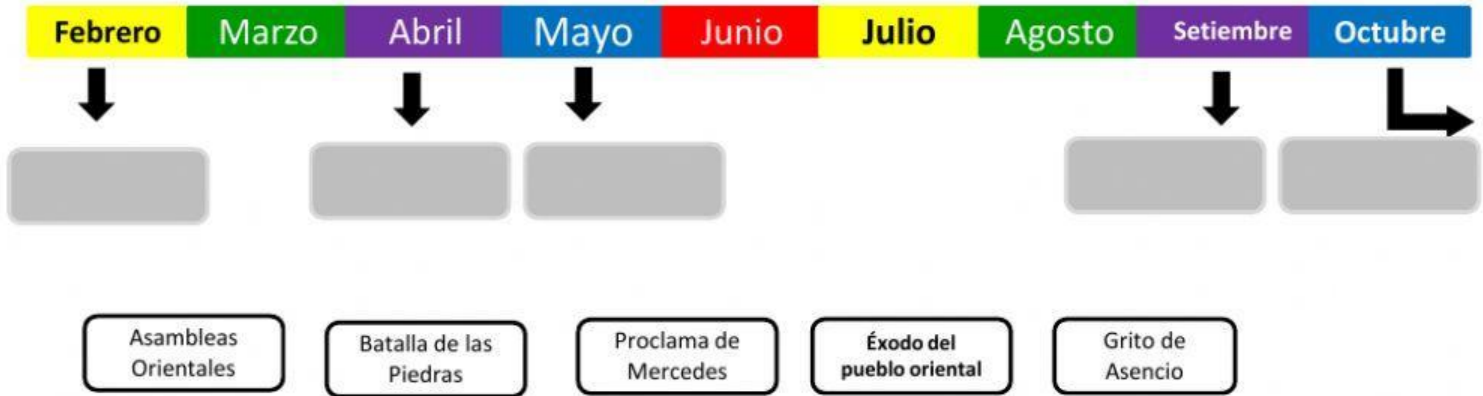 Febrero Marzo Abril Mayo Junio Julio Agosto Setiembre Octubre
Asambleas
Orientales
Batalla de las
Piedras
Proclama de
Mercedes
Éxodo del
pueblo oriental
Grito de
Asencio